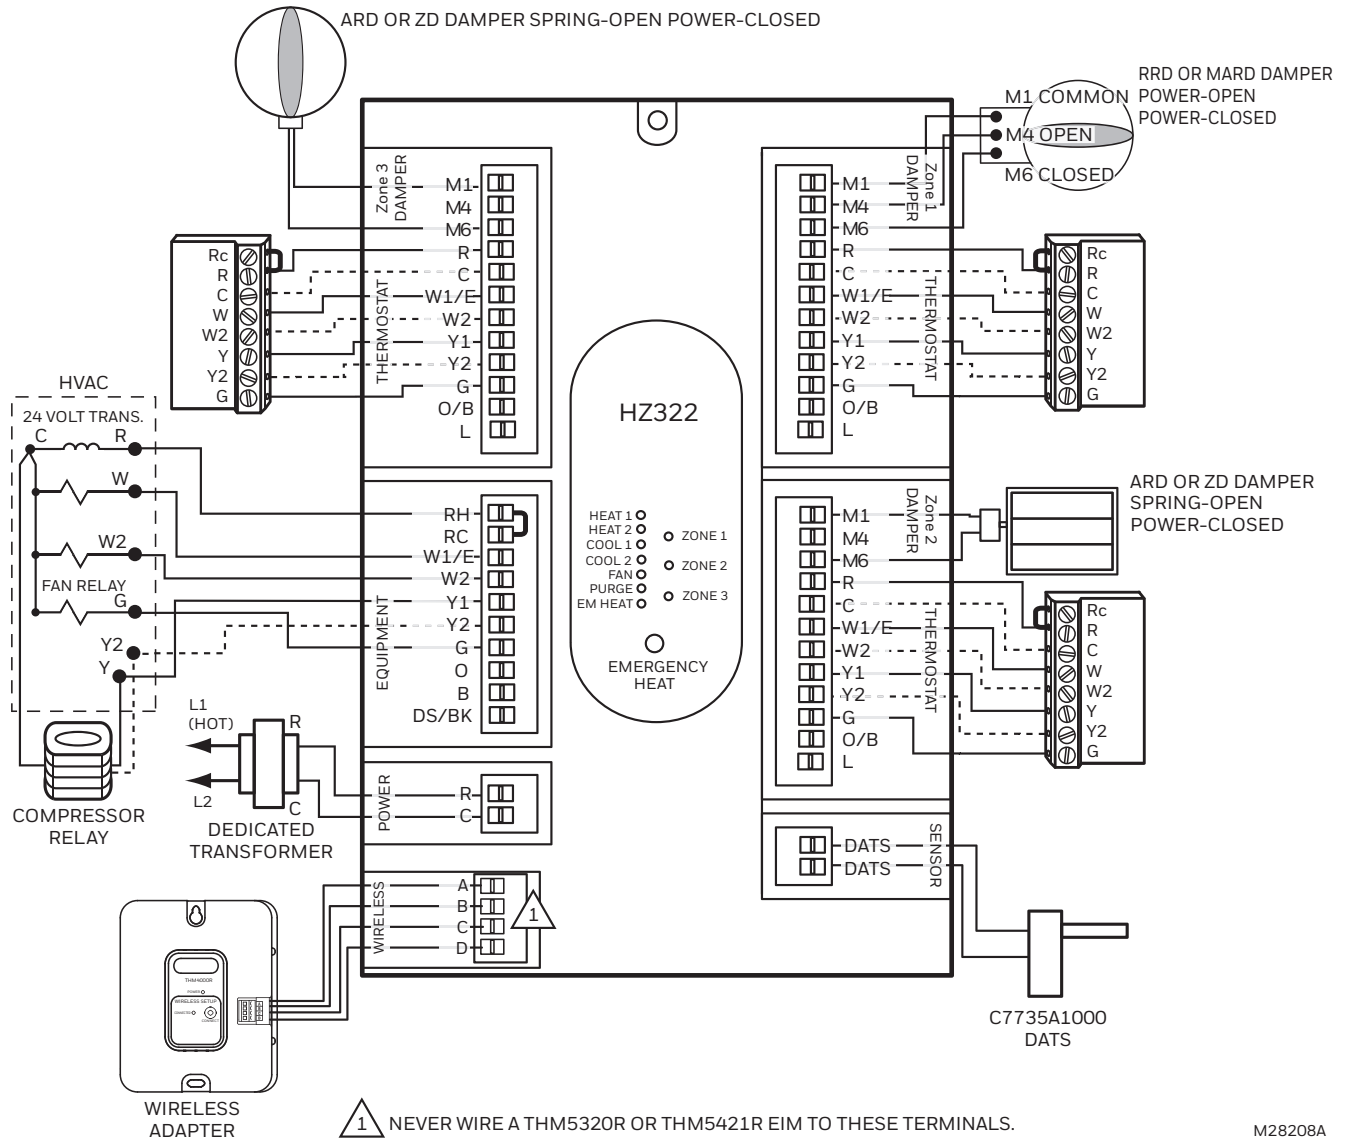 ARD OR ZD DAMPER SPRING-OPEN POWER-CLOSED
RRD OR MARD DAMPER
POWER-OPEN
POWER-CLOSED
M1 COMMON
M4 OPEN
M6 CLOSED
Zone 3
DAMPER
M1
M4
M6
R
C
W1/E
W2
Y1
Y2
G
O/B
L
THERMOSTAT
Rc
R
C
W
W2
Y
Y2
G
Zone 1
DAMPER
M1
M4
M6
R
C
W1/E
W2
Y1
Y2
G
O/B
L
THERMOSTAT
Rc
R
C
W
W2
Y
Y2
G
HVAC
24 VOLT TRANS.
C
R
W
W2
FAN RELAY
G
Y2
Y
COMPRESSOR
RELAY
EQUIPMENT
RH
RC
W1/E
W2
Y1
Y2
G
O
B
DS/BK
HZ322
HEAT 1
HEAT 2
COOL 1
COOL 2
FAN
PURGE
EM HEAT
ZONE 1
ZONE 2
ZONE 3
EMERGENCY
HEAT
ARD OR ZD DAMPER
SPRING-OPEN
POWER-CLOSED
Zone 2
DAMPER
M1
M4
M6
R
C
W1/E
W2
Y1
Y2
G
O/B
L
THERMOSTAT
Rc
R
C
W
W2
Y
Y2
G
L1
(HOT)
L2
R
C
DEDICATED
TRANSFORMER
POWER
R
C
SENSOR
DATS
DATS
C7735A1000
DATS
WIRELESS
A
B
C
D
1
THM4000R
POWER
WIRELESS SETUP
CONNECTED
CONNECT
WIRELESS
ADAPTER
1 NEVER WIRE A THM5320R OR THM5421R EIM TO THESE TERMINALS.
M28208A